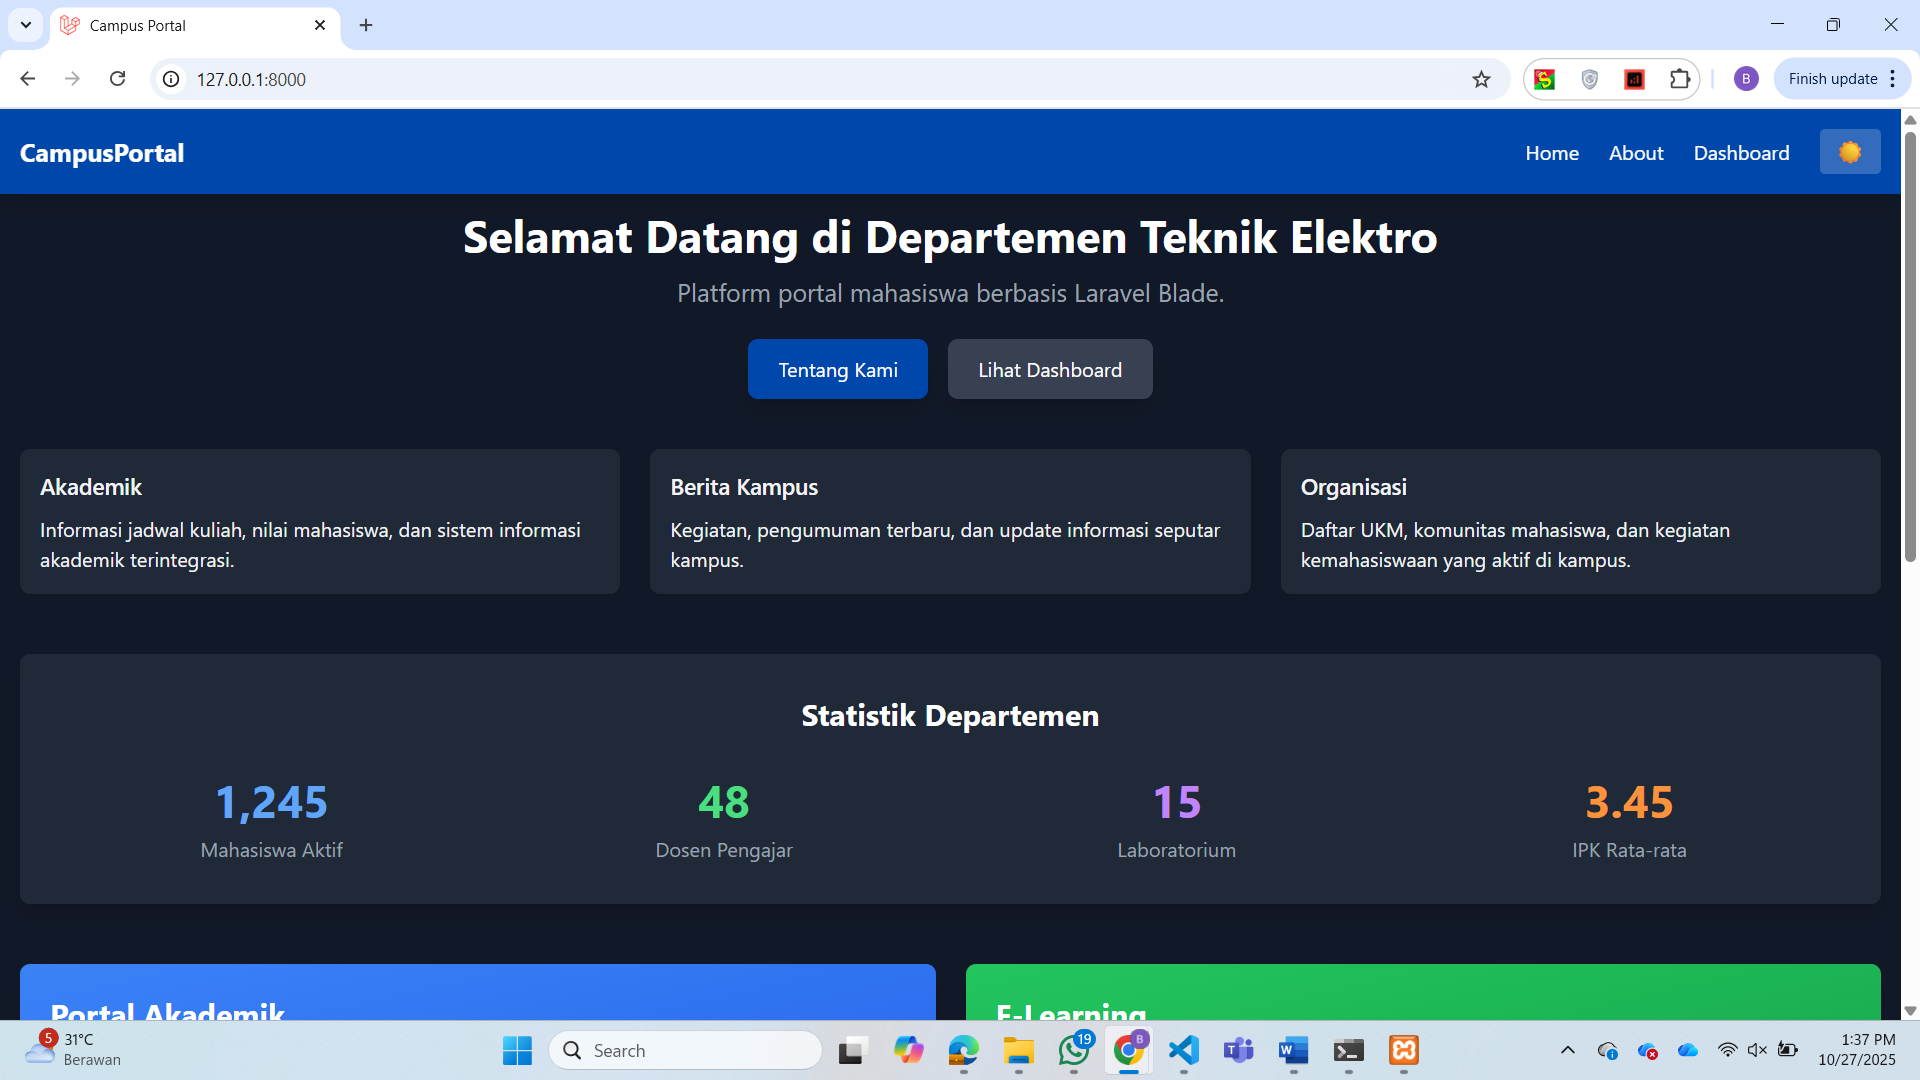 Campus Portal
127.0.0.1:8000
B
Finish update
CampusPortal
Home
About
Dashboard
Selamat Datang di Departemen Teknik Elektro
Platform portal mahasiswa berbasis Laravel Blade.
Tentang Kami
Lihat Dashboard
Akademik
Informasi jadwal kuliah, nilai mahasiswa, dan sistem informasi
akademik terintegrasi.
Berita Kampus
Kegiatan, pengumuman terbaru, dan update informasi seputar
kampus.
Organisasi
Daftar UKM, komunitas mahasiswa, dan kegiatan
kemahasiswaan yang aktif di kampus.
Statistik Departemen
1,245
Mahasiswa Aktif
48
Dosen Pengajar
15
Laboratorium
3.45
IPK Rata-rata
Portal Akademik
E-Learning
5
31°C
Berawan
Search
19
B
1:37 PM
10/27/2025